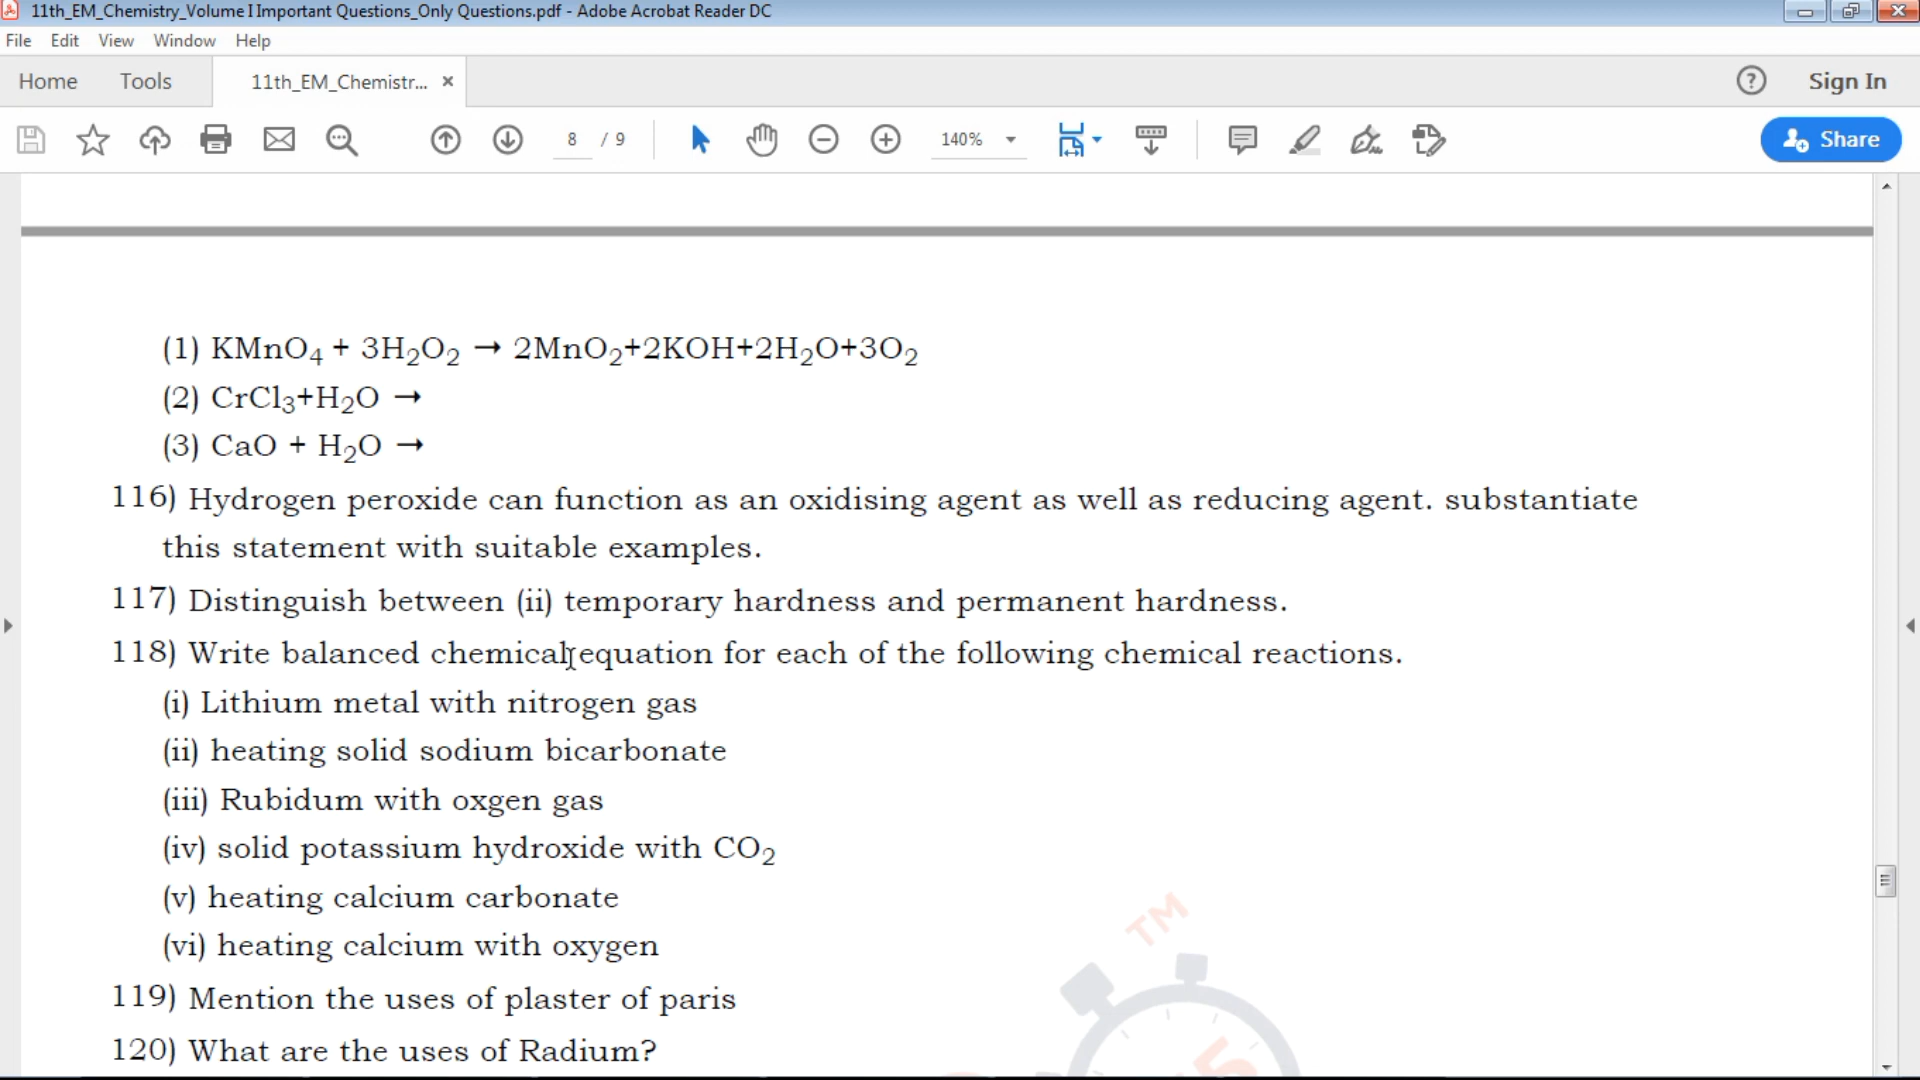 11th_EM_Chemistry_Volume I Important Questions_Only Questions.pdf - Adobe Acrobat Reader DC
File Edit View Window Help
Home Tools 11th_EM_Chemistr... × Sign In
8 / 9 140% Share
(1) KMnO₄ + 3H₂O₂ → 2MnO₂+2KOH+2H₂O+3O₂
(2) CrCl₃+H₂O →
(3) CaO + H₂O →
116) Hydrogen peroxide can function as an oxidising agent as well as reducing agent. substantiate
this statement with suitable examples.
117) Distinguish between (ii) temporary hardness and permanent hardness.
118) Write balanced chemical equation for each of the following chemical reactions.
(i) Lithium metal with nitrogen gas
(ii) heating solid sodium bicarbonate
(iii) Rubidum with oxgen gas
(iv) solid potassium hydroxide with CO₂
(v) heating calcium carbonate
(vi) heating calcium with oxygen
TM
119) Mention the uses of plaster of paris
120) What are the uses of Radium?
5